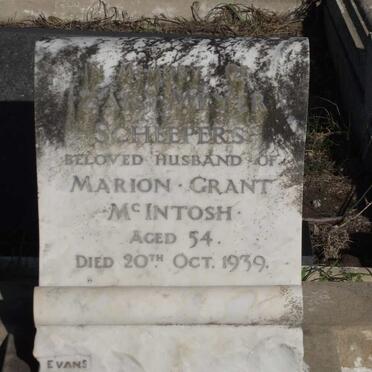 SCHEEPERS
BELOVED HUSBAND OF
MARION · GRANT
MCINTOSH ·
AGED 54.
DIED 20TH OCT. 1939.
EVANS